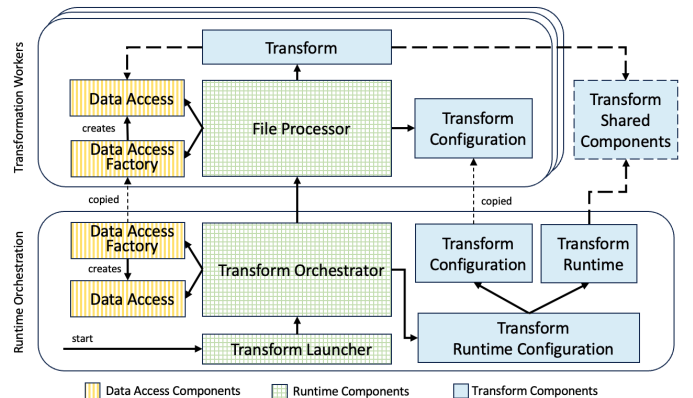 Transformation Workers
Transform
Data Access
creates
Data Access
Factory
File Processor
Transform
Configuration
Transform
Shared
Components
copied
copied
Runtime Orchestration
Data Access
Factory
creates
Data Access
Transform Orchestrator
Transform
Configuration
Transform
Runtime
start
Transform Launcher
Transform
Runtime Configuration
Data Access Components
Runtime Components
Transform Components